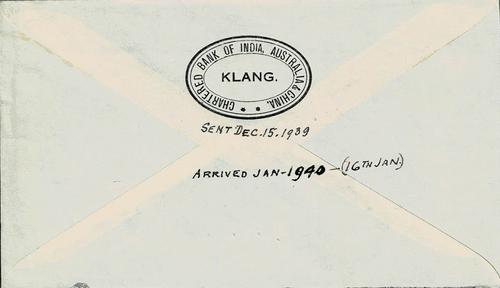 CHARTERED BANK OF INDIA, AUSTRALIA & CHINA.
KLANG.
SENT DEC. 15. 1939
ARRIVED JAN-1940-(16TH JAN)